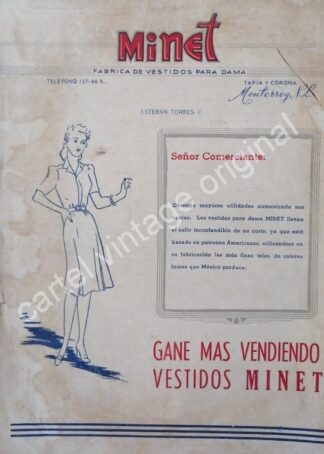 Minet
FABRICA DE VESTIDOS PARA DAMA
TELEFONO 127-44 R.
TAPIA Y CORONA
Monterrey, N.L.
ESTEBAN TORRES C.
Señor Comerciante:
Obtenga mayores utilidades aumentando sus
ventas. Los vestidos para dama MINET llevan
el sello inconfundible de su corte, ya que está
basado en patrones Americanos, utilizandose en
su fabricación las más finas telas de colores
firmes que México produce.
GANE MAS VENDIENDO
VESTIDOS MINET
cartel vintage original